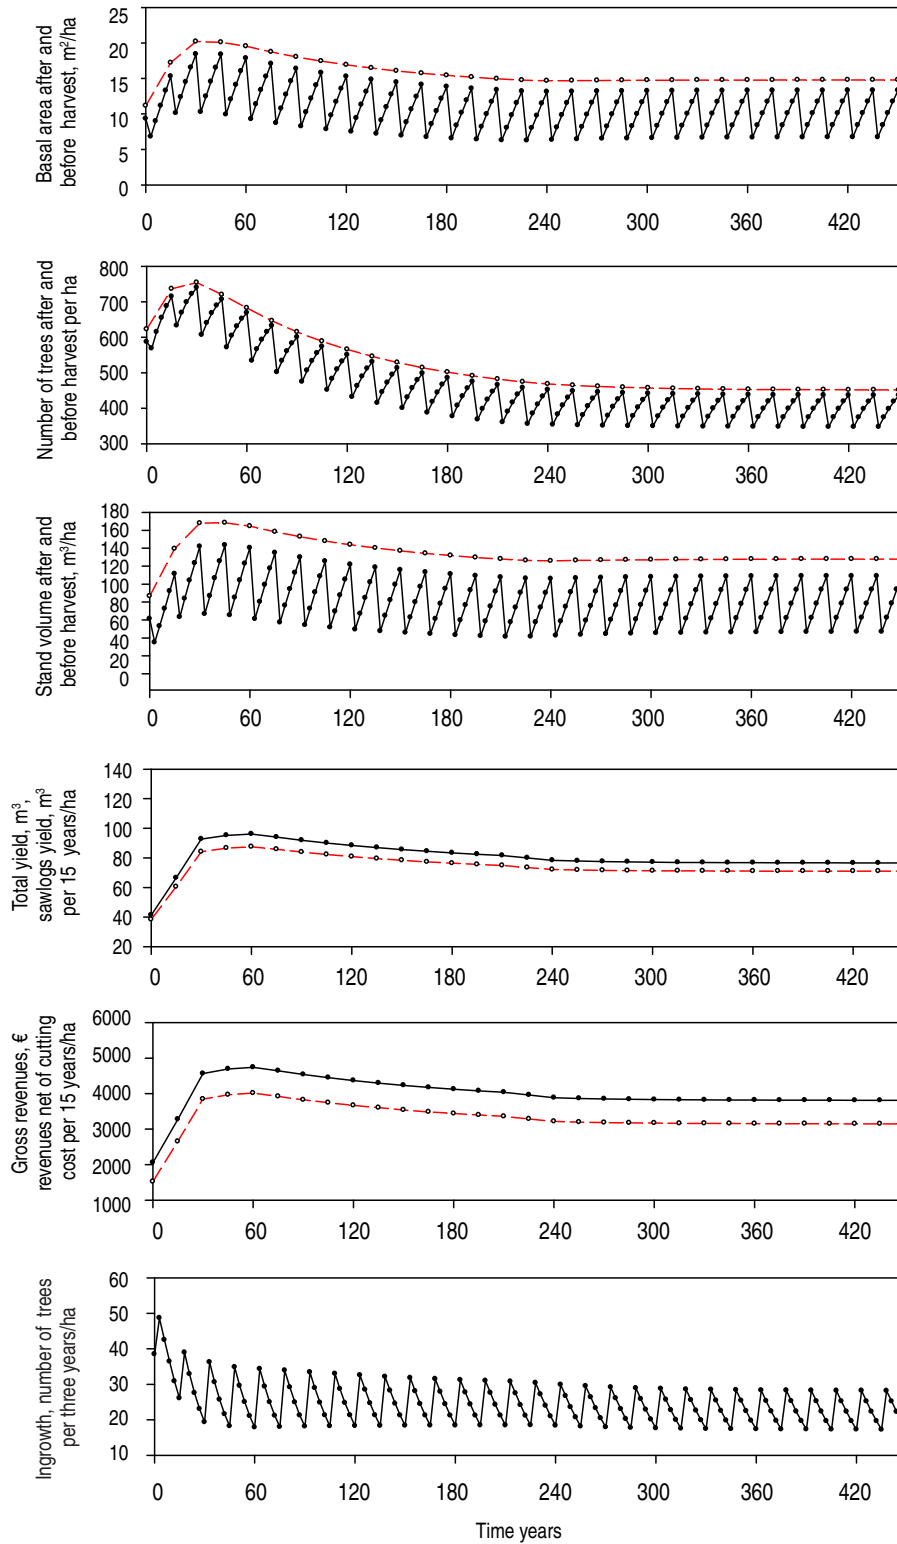 Basal area after and
before harvest, m²/ha
25
20
15
10
5
0
0 60 120 180 240 300 360 420
Number of trees after and
before harvest per ha
800
700
600
500
400
300
0 60 120 180 240 300 360 420
Stand volume after and
before harvest, m³/ha
180
160
140
120
100
80
60
40
20
0
0 60 120 180 240 300 360 420
Total yield, m³,
sawlogs yield, m³
per 15 years/ha
140
120
100
80
60
40
20
0 60 120 180 240 300 360 420
Gross revenues, €
revenues net of cutting
cost per 15 years/ha
6000
5000
4000
3000
2000
1000
0 60 120 180 240 300 360 420
Ingrowth, number of trees
per three years/ha
60
50
40
30
20
10
0 60 120 180 240 300 360 420
Time years